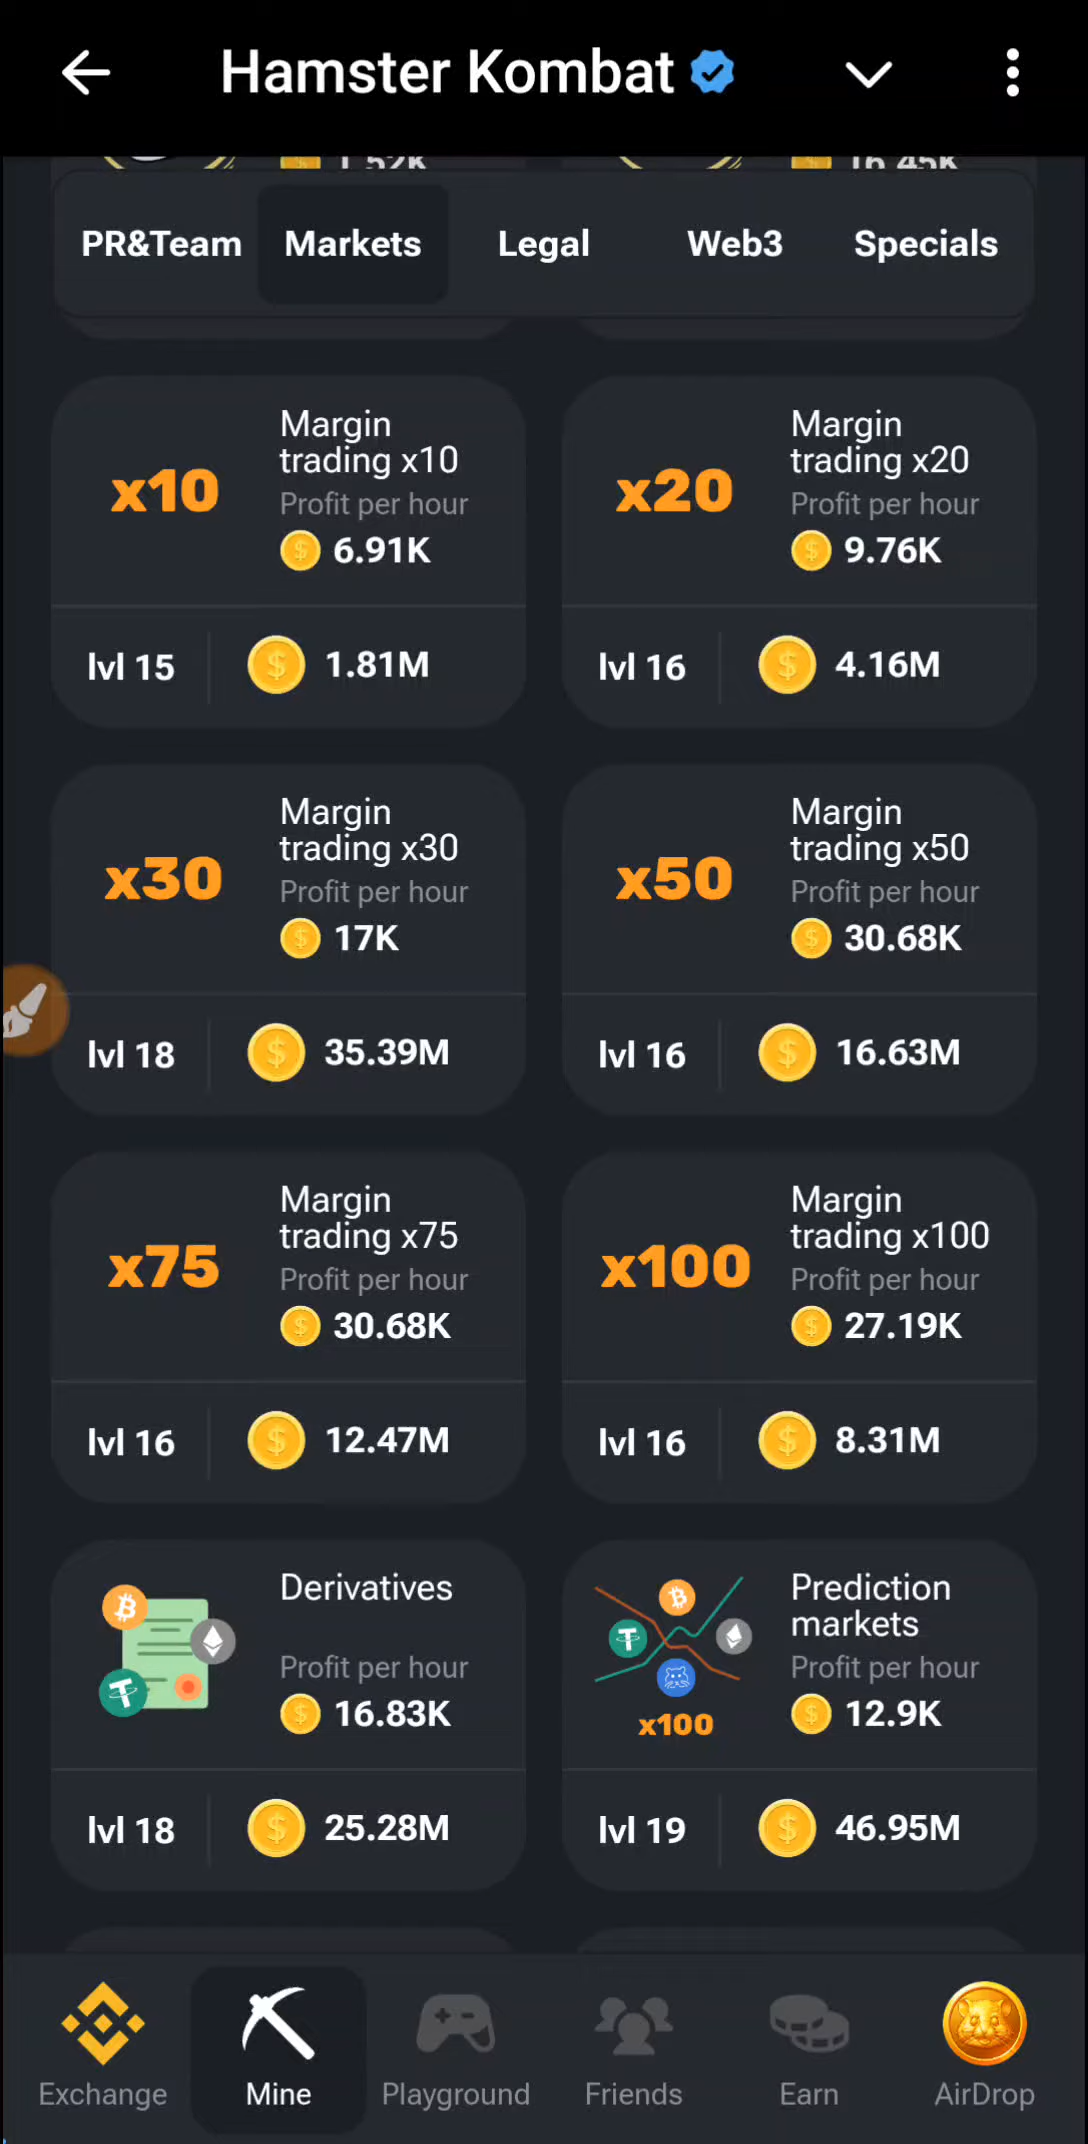 Hamster Kombat
1.52K
16.45K
PR&Team
Markets
Legal
Web3
Specials
x10
Margin
trading x10
Profit per hour
6.91K
lvl 15
1.81M
x20
Margin
trading x20
Profit per hour
9.76K
lvl 16
4.16M
x30
Margin
trading x30
Profit per hour
17K
lvl 18
35.39M
x50
Margin
trading x50
Profit per hour
30.68K
lvl 16
16.63M
x75
Margin
trading x75
Profit per hour
30.68K
lvl 16
12.47M
x100
Margin
trading x100
Profit per hour
27.19K
lvl 16
8.31M
Derivatives
Profit per hour
16.83K
lvl 18
25.28M
x100
Prediction
markets
Profit per hour
12.9K
lvl 19
46.95M
Exchange
Mine
Playground
Friends
Earn
AirDrop